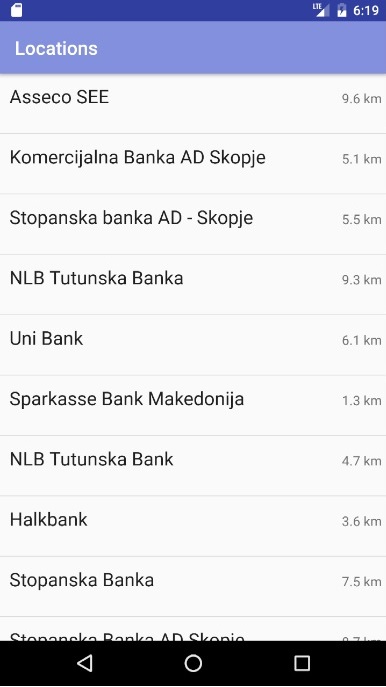 LTE 6:19
Locations
Asseco SEE 9.6 km
Komercijalna Banka AD Skopje 5.1 km
Stopanska banka AD - Skopje 5.5 km
NLB Tutunska Banka 9.3 km
Uni Bank 6.1 km
Sparkasse Bank Makedonija 1.3 km
NLB Tutunska Bank 4.7 km
Halkbank 3.6 km
Stopanska Banka 7.5 km
Stopanska Banka AD Skopje